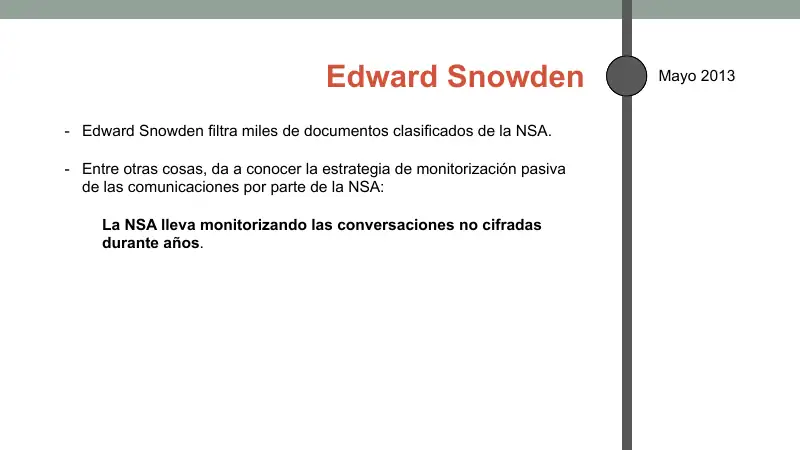 Edward Snowden
Mayo 2013
- Edward Snowden filtra miles de documentos clasificados de la NSA.
- Entre otras cosas, da a conocer la estrategia de monitorización pasiva
de las comunicaciones por parte de la NSA:
La NSA lleva monitorizando las conversaciones no cifradas
durante años.